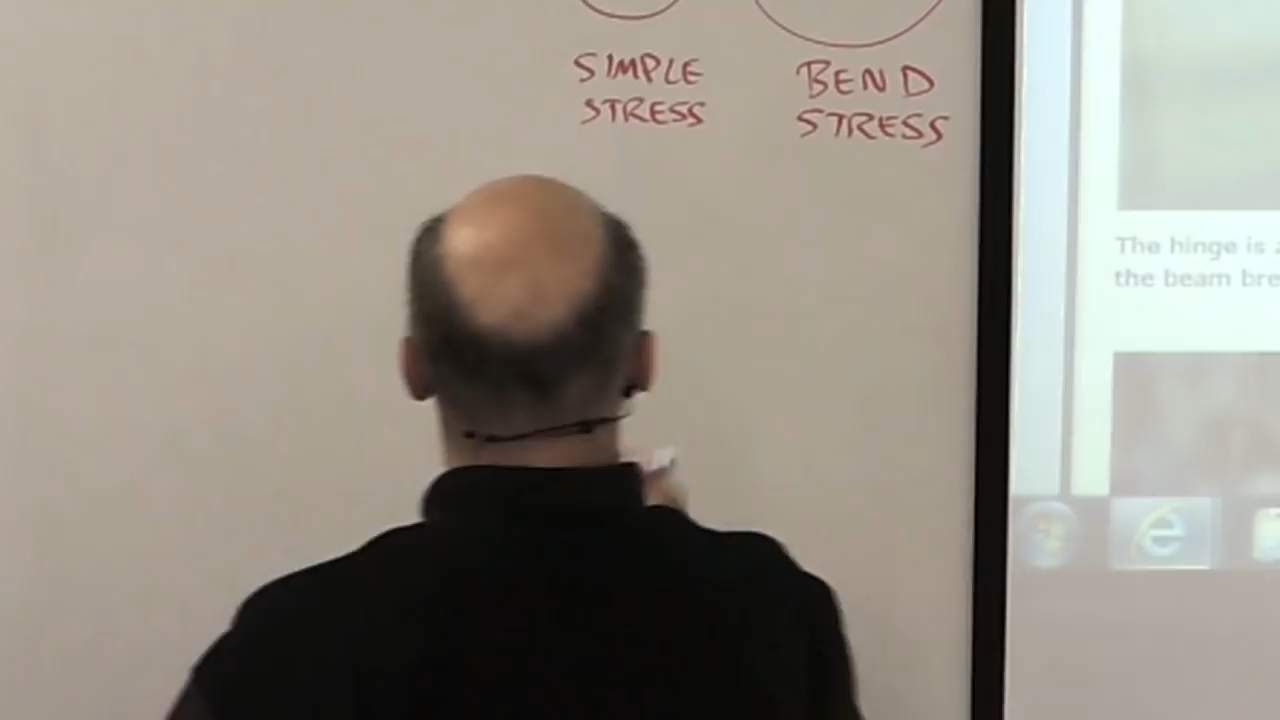 SIMPLE
STRESS
BEND
STRESS
The hinge is
the beam bre